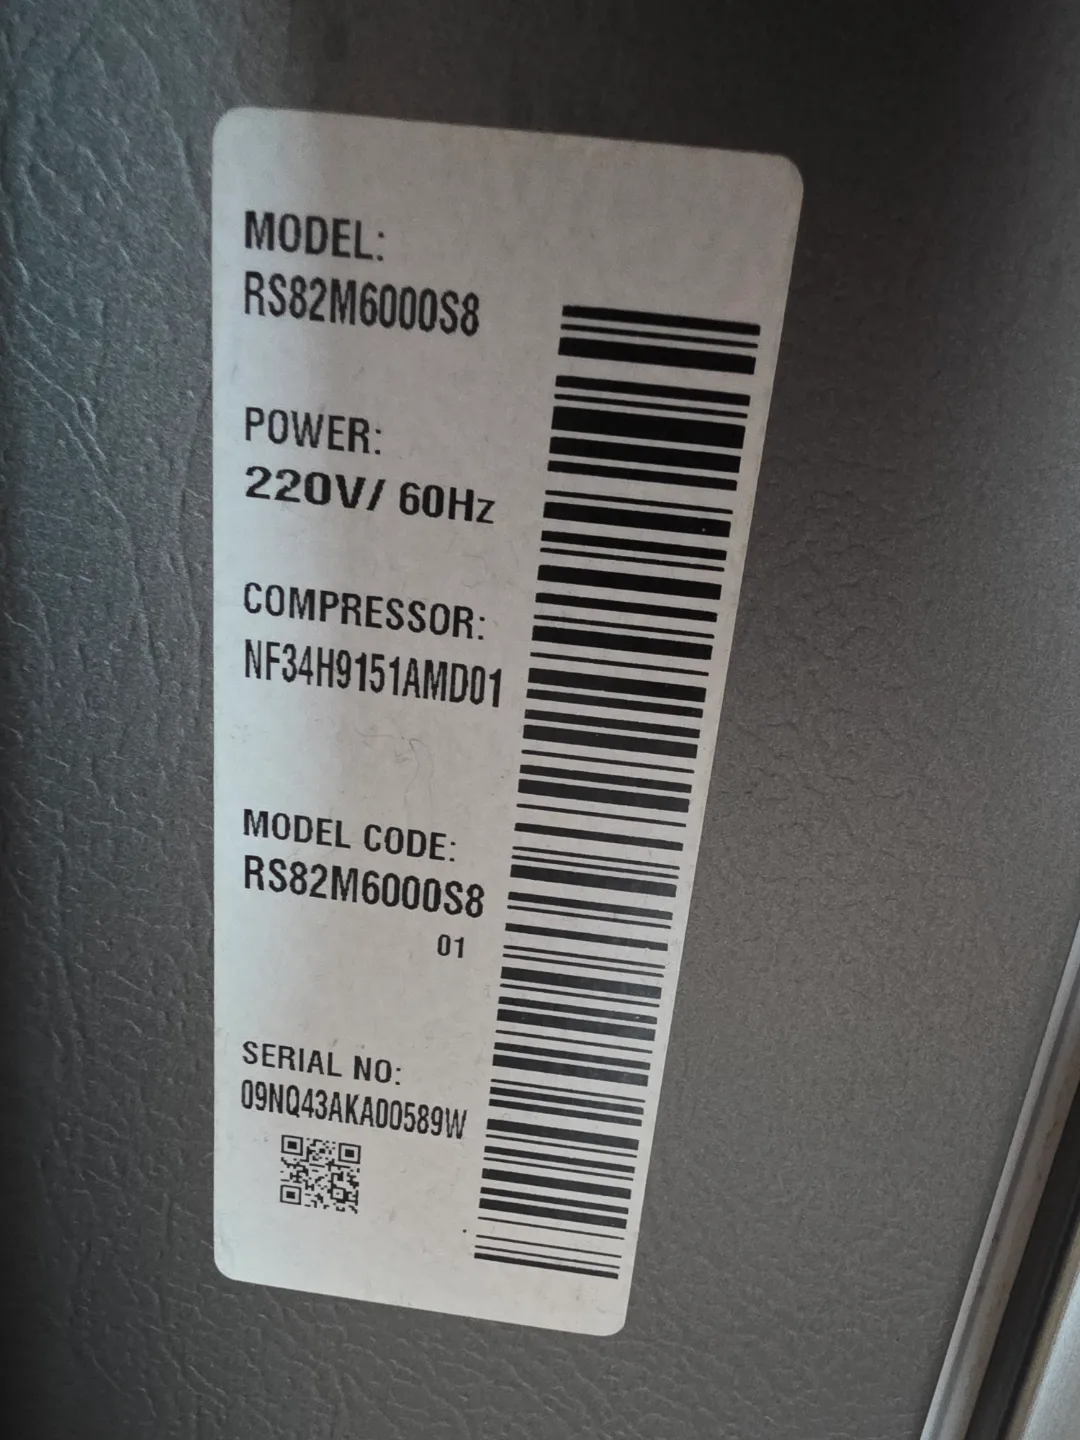 MODEL:
RS82M6000S8
POWER:
220V/ 60Hz
COMPRESSOR:
NF34H9151AMD01
MODEL CODE:
RS82M6000S8
01
SERIAL NO:
09NQ43AKA00589W